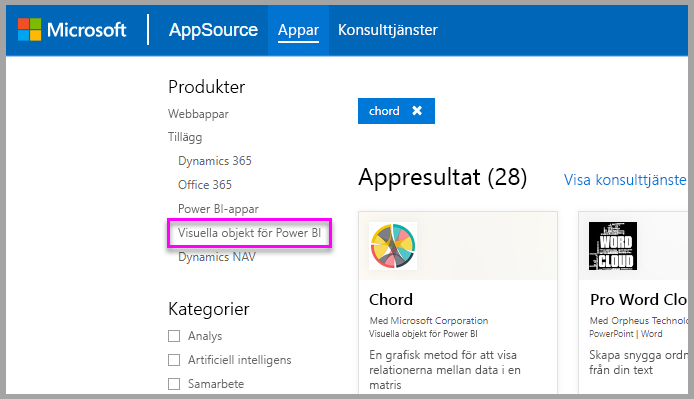 Microsoft AppSource Appar Konsulttjänster
Produkter
Webbappar
Tillägg
Dynamics 365
Office 365
Power BI-appar
Visuella objekt för Power BI
Dynamics NAV
Kategorier
Analys
Artificiell intelligens
Samarbete
chord ✖
Appresultat (28) Visa konsulttjänste
Chord
Med Microsoft Corporation
Visuella objekt för Power BI
En grafisk metod för att visa
relationerna mellan data i en
matris
WORD
CLOUD
Pro Word Clo
Med Orpheus Technolo
PowerPoint | Word
Skapa snygga ordn
från din text